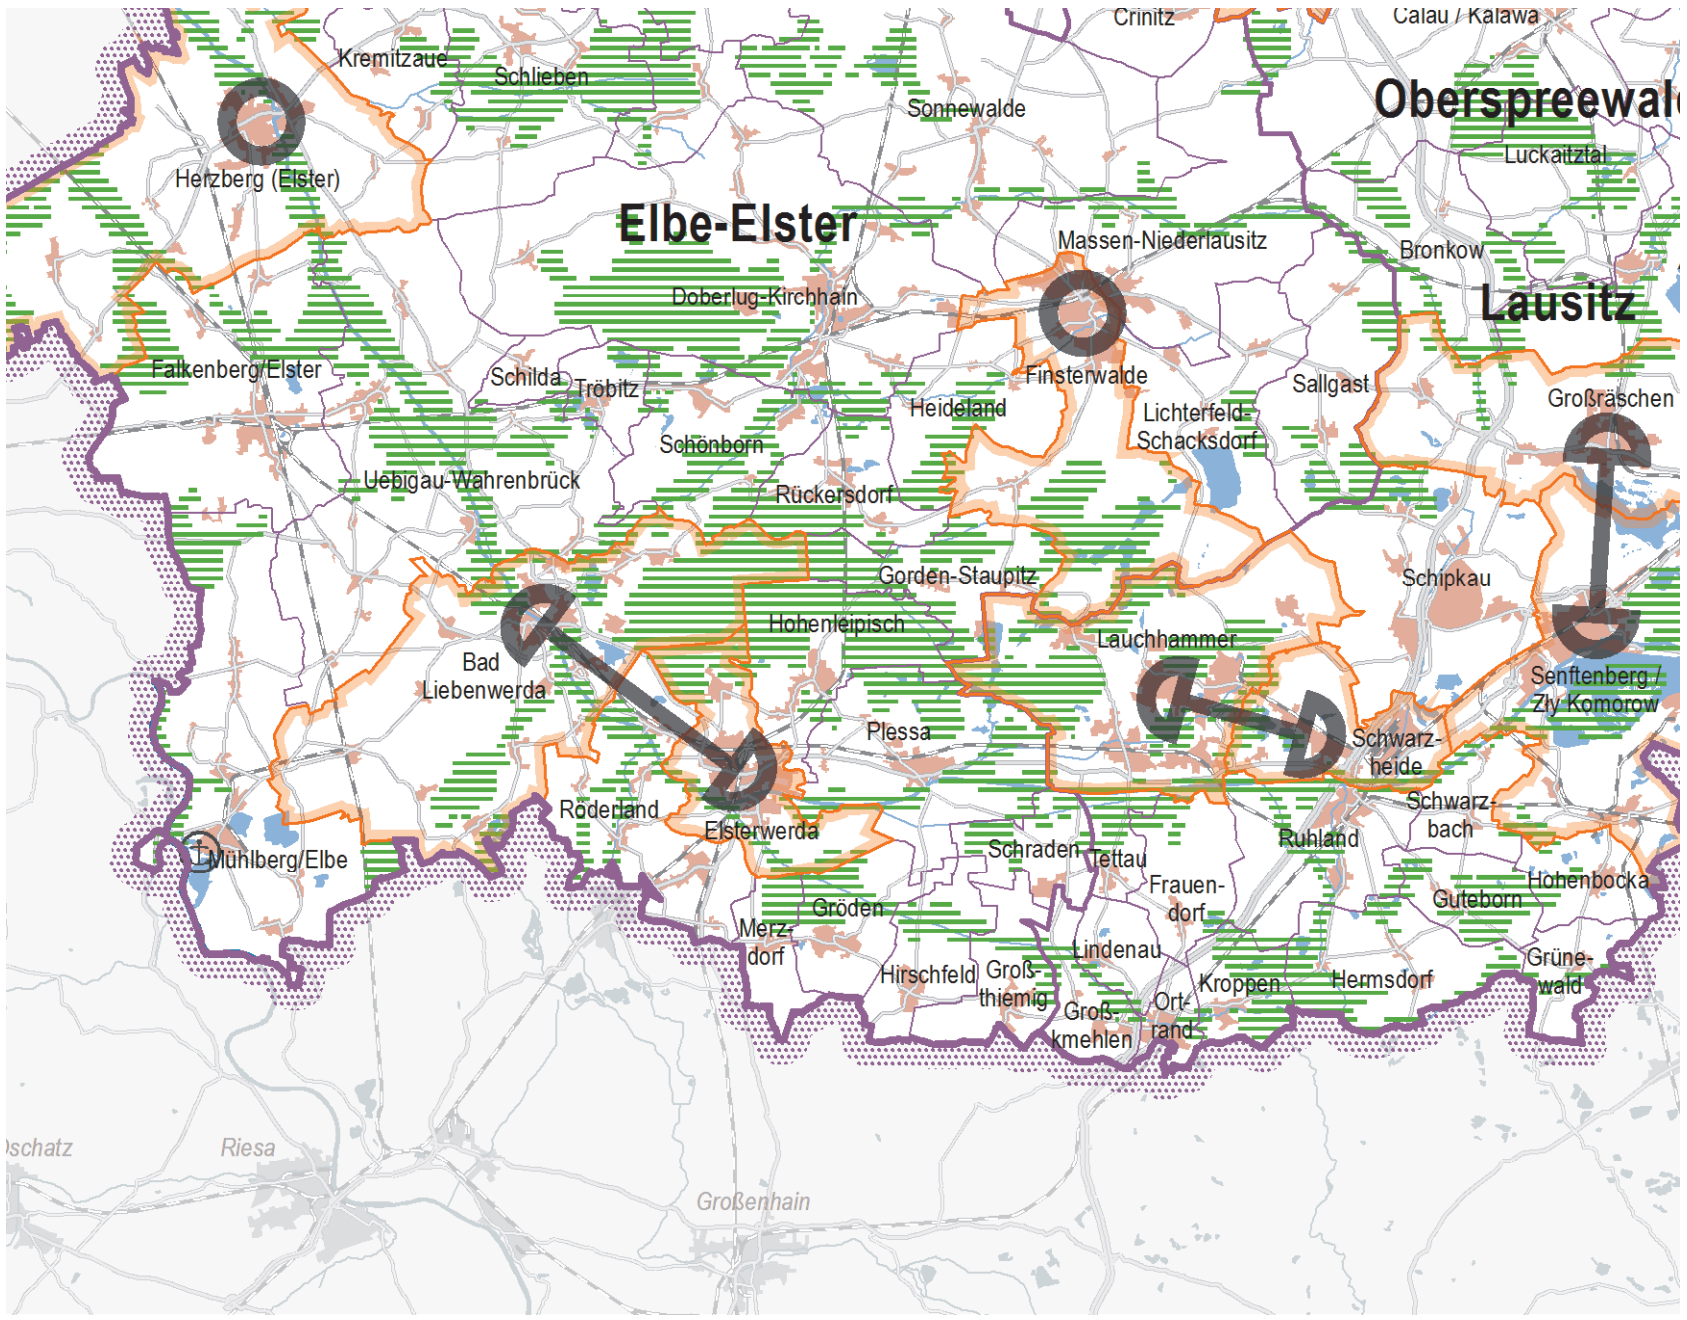 Crinitz
Calau / Kalawa
Kremitzaue
Schlieben
Sonnewalde
Oberspreewal
Luckaitztal
Herzberg (Elster)
Elbe-Elster
Massen-Niederlausitz
Bronkow
Doberlug-Kirchhain
Lausitz
Falkenberg/Elster
Schilda
Tröbitz
Finsterwalde
Sallgast
Großräschen
Heideland
Lichterfeld-
Schacksdorf
Schönborn
Uebigau-Wahrenbrück
Rückersdorf
Gorden-Staupitz
Schipkau
Hohenleipisch
Lauchhammer
Bad
Liebenwerda
Senftenberg /
Zły Komorow
Plessa
Schwarz-
heide
Röderland
Elsterwerda
Schwarz-
bach
Ruhland
Mühlberg/Elbe
Schraden
Tettau
Frauen-
dorf
Guteborn
Hohenbocka
Gröden
Merz-
dorf
Lindenau
Hirschfeld
Groß-
thiemig
Kroppen
Hermsdorf
Grüne-
wald
Groß-
kmehlen
Ort-
rand
Oschatz
Riesa
Großenhain